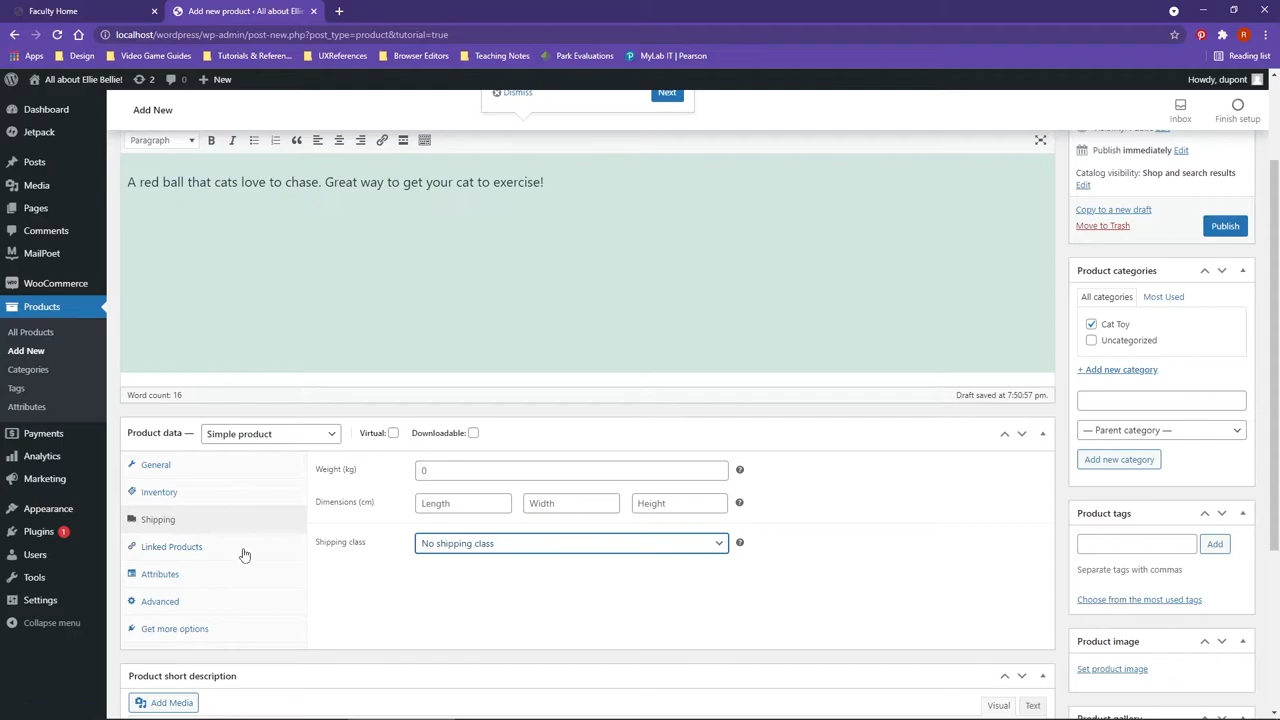 Faculty Home
Add new product ‹ All about Ellie
localhost/wordpress/wp-admin/post-new.php?post_type=product&tutorial=true
R
Apps
Design
Video Game Guides
Tutorials & Referen...
UXReferences
Browser Editors
Teaching Notes
Park Evaluations
MyLab IT | Pearson
Reading list
All about Ellie Bellie!
2
0
New
Howdy, dupont
Dashboard
Jetpack
Posts
Media
Pages
Comments
MailPoet
WooCommerce
Products
All Products
Add New
Categories
Tags
Attributes
Payments
Analytics
Marketing
Appearance
Plugins 1
Users
Tools
Settings
Collapse menu
Dismiss
Next
Add New
Inbox
Finish setup
Paragraph
A red ball that cats love to chase. Great way to get your cat to exercise!
Word count: 16
Draft saved at 7:50:57 pm.
Product data —
Simple product
Virtual:
Downloadable:
General
Inventory
Shipping
Linked Products
Attributes
Advanced
Get more options
Weight (kg)
0
Dimensions (cm)
Length
Width
Height
Shipping class
No shipping class
Product short description
Add Media
Visual
Text
Publish immediately Edit
Catalog visibility: Shop and search results
Edit
Copy to a new draft
Move to Trash
Publish
Product categories
All categories
Most Used
Cat Toy
Uncategorized
+ Add new category
— Parent category —
Add new category
Product tags
Add
Separate tags with commas
Choose from the most used tags
Product image
Set product image